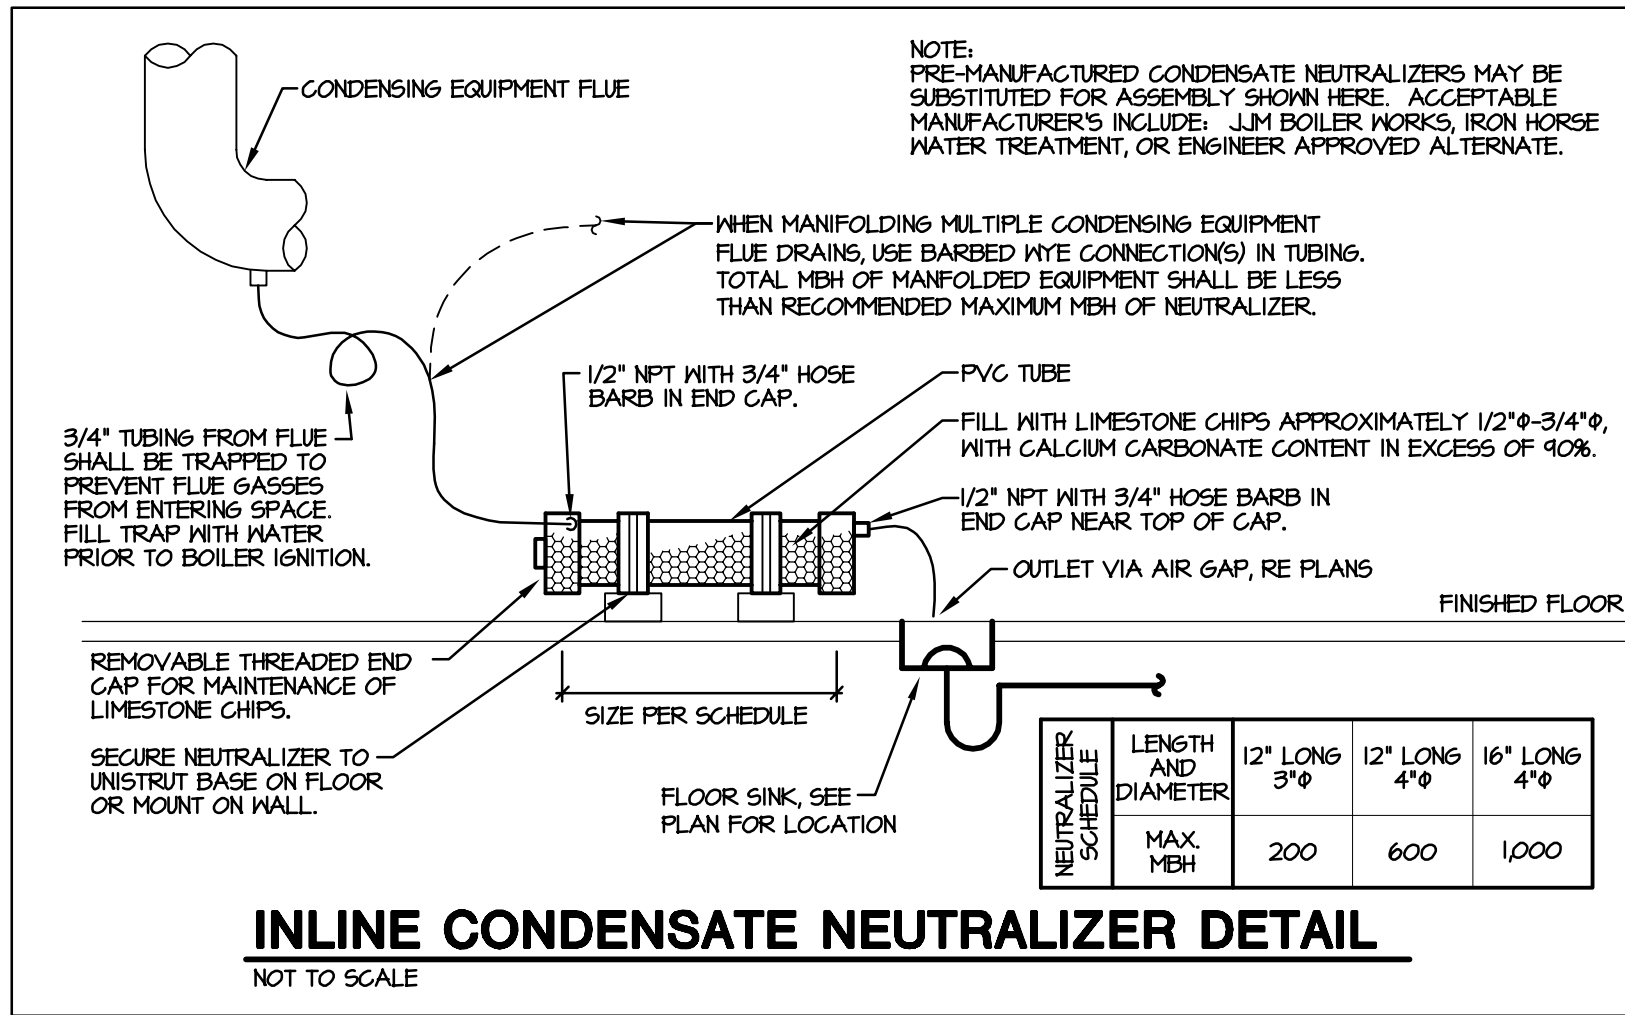 NOTE:
PRE-MANUFACTURED CONDENSATE NEUTRALIZERS MAY BE
SUBSTITUTED FOR ASSEMBLY SHOWN HERE. ACCEPTABLE
MANUFACTURER'S INCLUDE: JJM BOILER WORKS, IRON HORSE
WATER TREATMENT, OR ENGINEER APPROVED ALTERNATE.
CONDENSING EQUIPMENT FLUE
WHEN MANIFOLDING MULTIPLE CONDENSING EQUIPMENT
FLUE DRAINS, USE BARBED WYE CONNECTION(S) IN TUBING.
TOTAL MBH OF MANFOLDED EQUIPMENT SHALL BE LESS
THAN RECOMMENDED MAXIMUM MBH OF NEUTRALIZER.
1/2" NPT WITH 3/4" HOSE
BARB IN END CAP.
PVC TUBE
FILL WITH LIMESTONE CHIPS APPROXIMATELY 1/2"Φ-3/4"Φ,
WITH CALCIUM CARBONATE CONTENT IN EXCESS OF 90%.
3/4" TUBING FROM FLUE
SHALL BE TRAPPED TO
PREVENT FLUE GASSES
FROM ENTERING SPACE.
FILL TRAP WITH WATER
PRIOR TO BOILER IGNITION.
1/2" NPT WITH 3/4" HOSE BARB IN
END CAP NEAR TOP OF CAP.
OUTLET VIA AIR GAP, RE PLANS
FINISHED FLOOR
REMOVABLE THREADED END
CAP FOR MAINTENANCE OF
LIMESTONE CHIPS.
SIZE PER SCHEDULE
SECURE NEUTRALIZER TO
UNISTRUT BASE ON FLOOR
OR MOUNT ON WALL.
FLOOR SINK, SEE
PLAN FOR LOCATION
NEUTRALIZER
SCHEDULE
LENGTH
AND
DIAMETER
12" LONG
3"Φ
12" LONG
4"Φ
16" LONG
4"Φ
MAX.
MBH
200
600
1,000
INLINE CONDENSATE NEUTRALIZER DETAIL
NOT TO SCALE